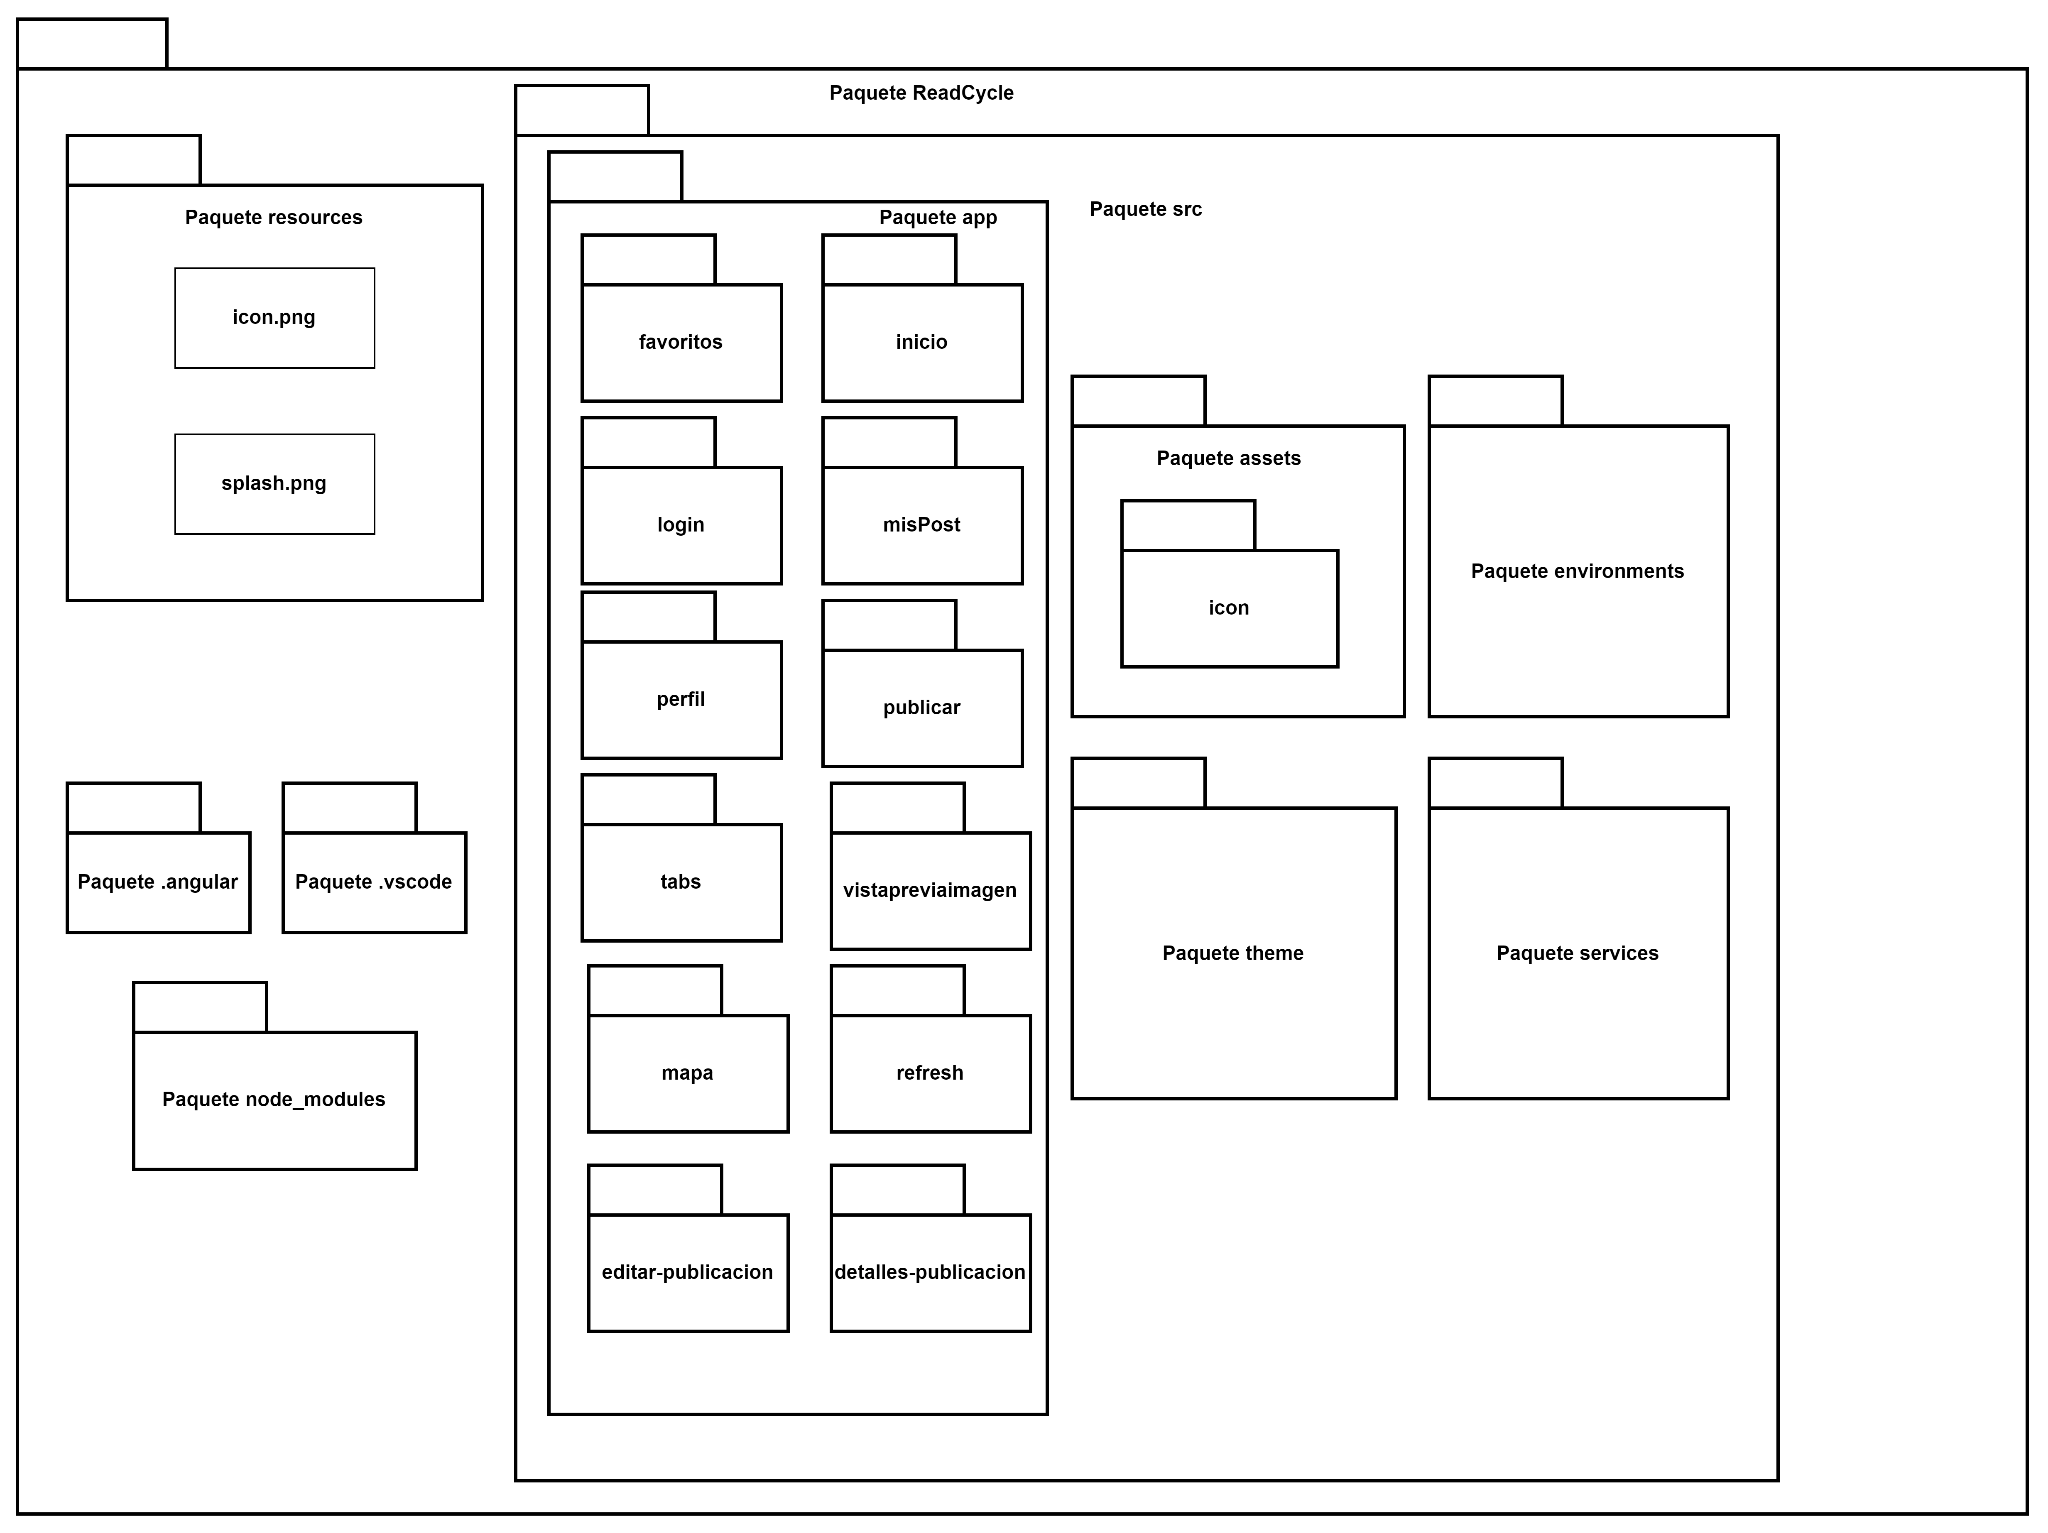 Paquete ReadCycle
Paquete resources
icon.png
splash.png
Paquete .angular
Paquete .vscode
Paquete node_modules
Paquete src
Paquete app
favoritos
inicio
login
misPost
perfil
publicar
tabs
vistapreviaimagen
mapa
refresh
editar-publicacion
detalles-publicacion
Paquete assets
icon
Paquete environments
Paquete theme
Paquete services